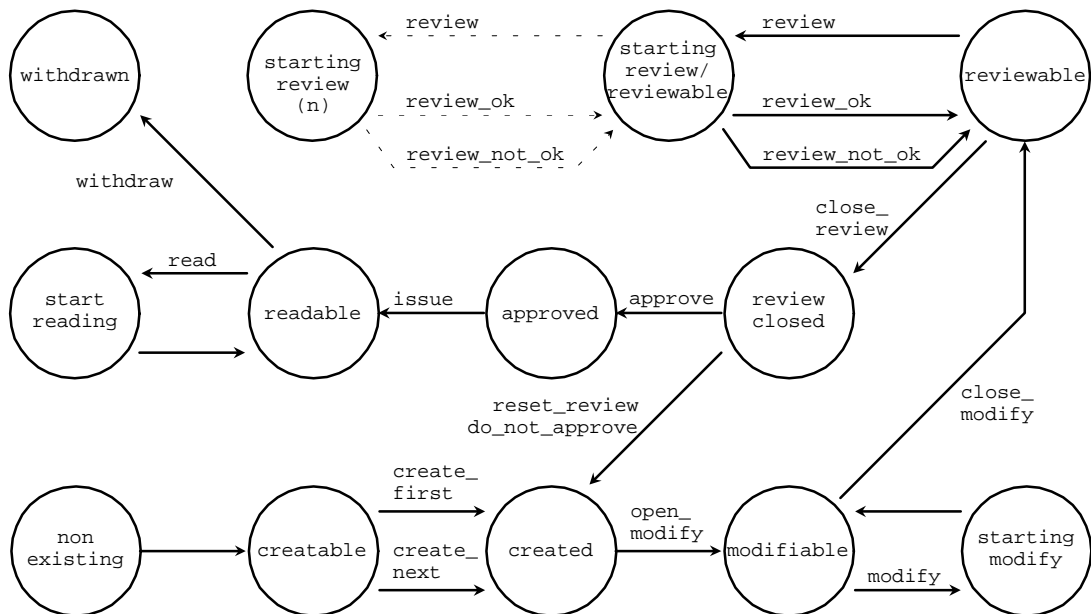 review
review
withdrawn
starting
review
(n)
starting
review/
reviewable
reviewable
review_ok
review_ok
review_not_ok
review_not_ok
withdraw
close_
review
read
issue
approve
start
reading
readable
approved
review
closed
reset_review
do_not_approve
close_
modify
create_
first
non
existing
creatable
create_
next
created
open_
modify
modifiable
modify
starting
modify